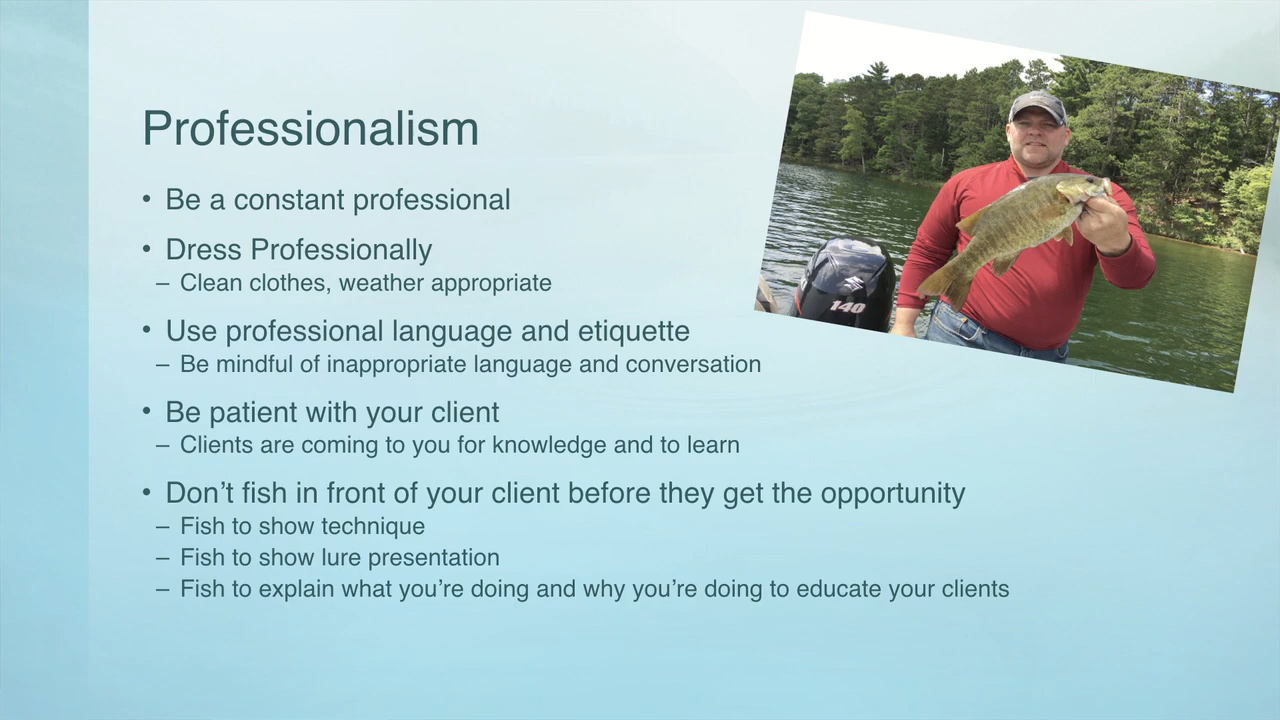 Professionalism
• Be a constant professional
• Dress Professionally
– Clean clothes, weather appropriate
• Use professional language and etiquette
– Be mindful of inappropriate language and conversation
• Be patient with your client
– Clients are coming to you for knowledge and to learn
• Don’t fish in front of your client before they get the opportunity
– Fish to show technique
– Fish to show lure presentation
– Fish to explain what you’re doing and why you’re doing to educate your clients
140